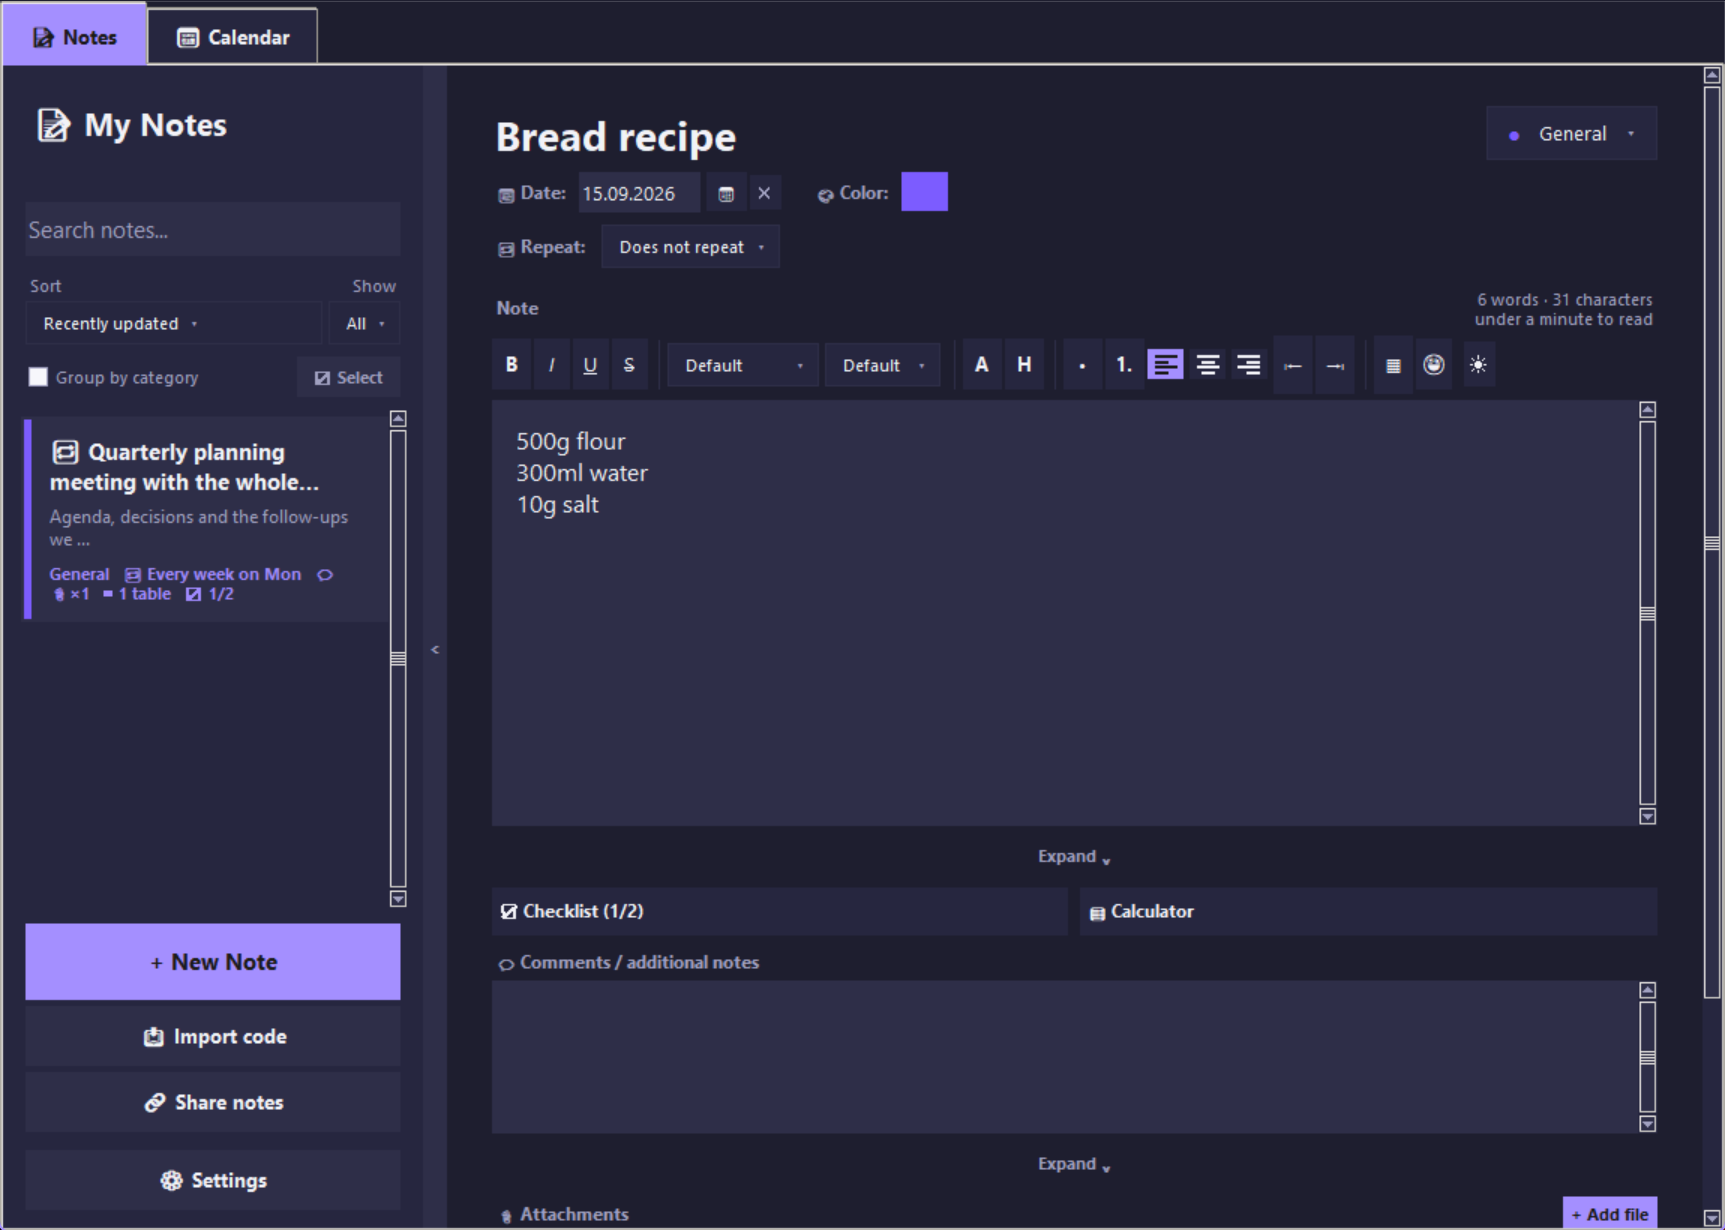 Notes
Calendar
My Notes
Search notes...
Sort
Show
Recently updated
All
Group by category
Select
Quarterly planning
meeting with the whole...
Agenda, decisions and the follow-ups
we ...
General Every week on Mon
×1 1 table 1/2
+ New Note
Import code
Share notes
Settings
<
Bread recipe
General
Date: 15.09.2026 ×
Color:
Repeat: Does not repeat
Note
6 words · 31 characters
under a minute to read
B I U S Default Default A H • 1.
500g flour
300ml water
10g salt
Expand
Checklist (1/2)
Calculator
Comments / additional notes
Expand
Attachments
+ Add file